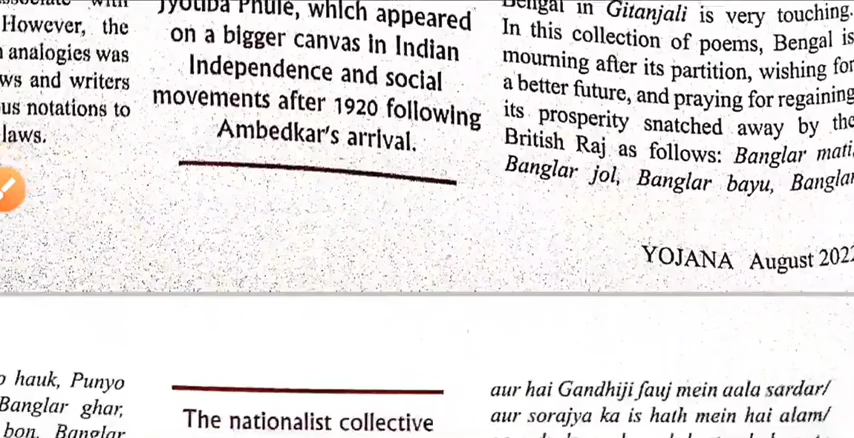 However, the
analogies was
ws and writers
us notations to
laws.
Jyotiba Phule, which appeared
on a bigger canvas in Indian
Independence and social
movements after 1920 following
Ambedkar's arrival.
Bengal in Gitanjali is very touching.
In this collection of poems, Bengal is
mourning after its partition, wishing for
a better future, and praying for regaining
its prosperity snatched away by the
British Raj as follows: Banglar mati,
Banglar jol, Banglar bayu, Banglar
YOJANA August 2022
o hauk, Punyo
Banglar ghar,
bon, Banglar
The nationalist collective
aur hai Gandhiji fauj mein aala sardar/
aur sorajya ka is hath mein hai alam/